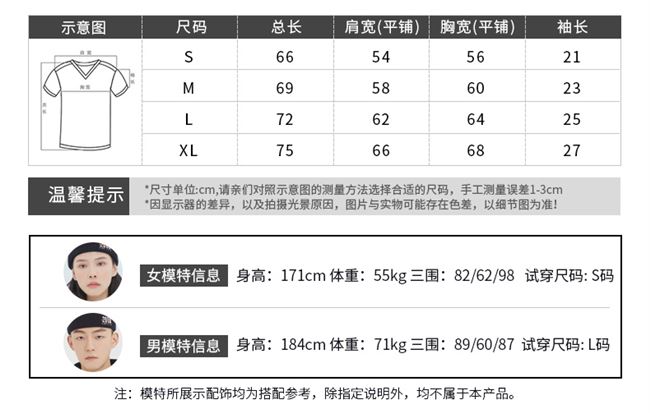 示意图 尺码 总长 肩宽(平铺) 胸宽(平铺) 袖长
肩宽
袖长
胸宽
总长
S 66 54 56 21
M 69 58 60 23
L 72 62 64 25
XL 75 66 68 27
温馨提示
*尺寸单位:cm,请亲们对照示意图的测量方法选择合适的尺码，手工测量误差1-3cm
*因显示器的差异，以及拍摄光景原因，图片与实物可能存在色差，以细节图为准！
女模特信息 身高：171cm 体重：55kg 三围：82/62/98 试穿尺码: S码
男模特信息 身高：184cm 体重：71kg 三围：89/60/87 试穿尺码: L码
注：模特所展示配饰均为搭配参考，除指定说明外，均不属于本产品。